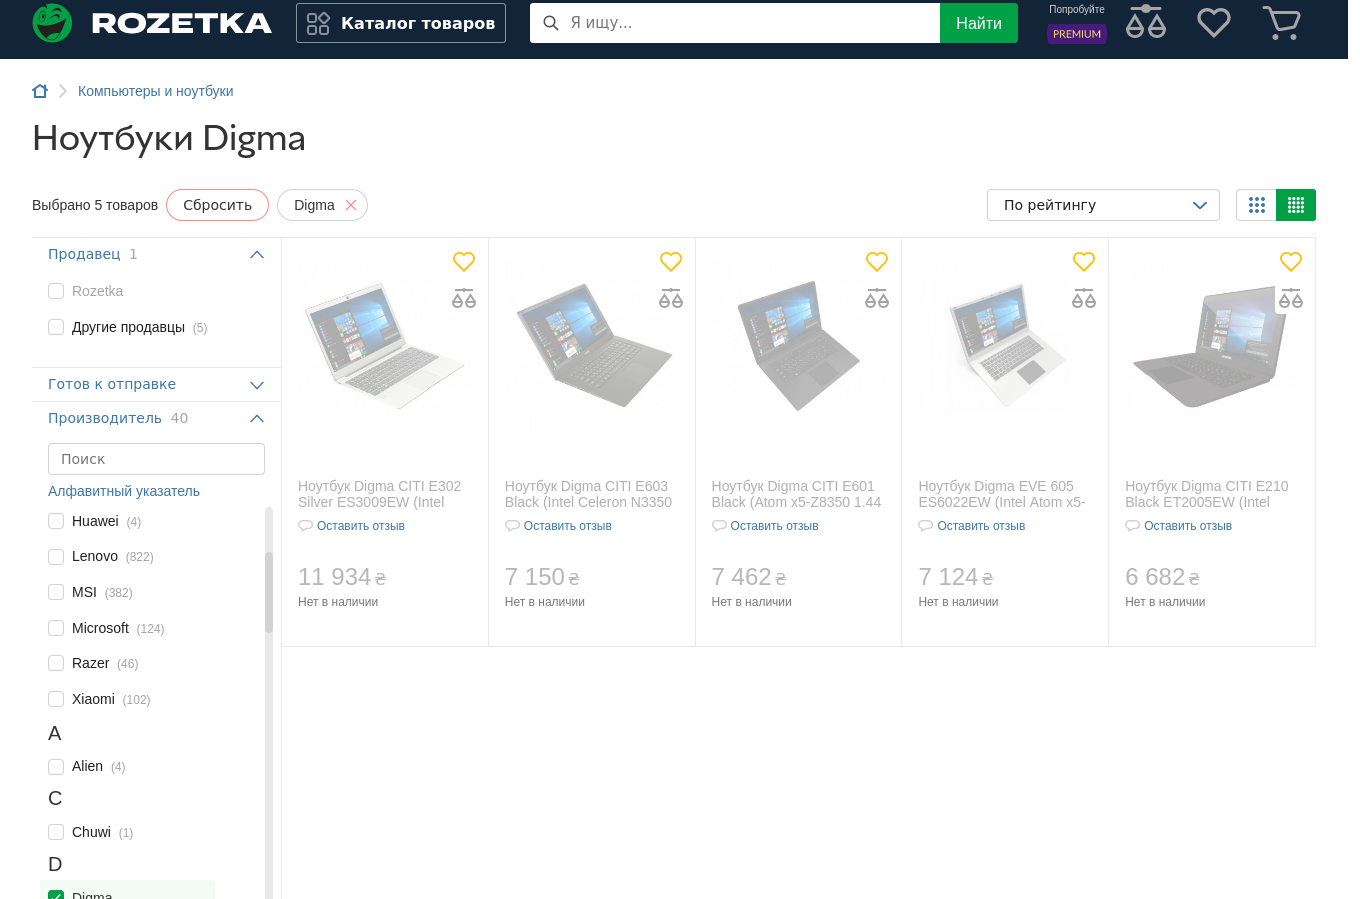 ROZETKA
Каталог товаров
Я ищу...
Найти
Попробуйте
PREMIUM
Компьютеры и ноутбуки
Ноутбуки Digma
Выбрано 5 товаров
Сбросить
Digma
По рейтингу
Продавец 1
Rozetka
Другие продавцы (5)
Готов к отправке
Производитель 40
Поиск
Алфавитный указатель
Huawei (4)
Lenovo (822)
MSI (382)
Microsoft (124)
Razer (46)
Xiaomi (102)
A
Alien (4)
C
Chuwi (1)
D
Digma
Ноутбук Digma CITI E302
Silver ES3009EW (Intel
Оставить отзыв
11 934 ₴
Нет в наличии
Ноутбук Digma CITI E603
Black (Intel Celeron N3350
Оставить отзыв
7 150 ₴
Нет в наличии
Ноутбук Digma CITI E601
Black (Atom x5-Z8350 1.44
Оставить отзыв
7 462 ₴
Нет в наличии
Ноутбук Digma EVE 605
ES6022EW (Intel Atom x5-
Оставить отзыв
7 124 ₴
Нет в наличии
Ноутбук Digma CITI E210
Black ET2005EW (Intel
Оставить отзыв
6 682 ₴
Нет в наличии